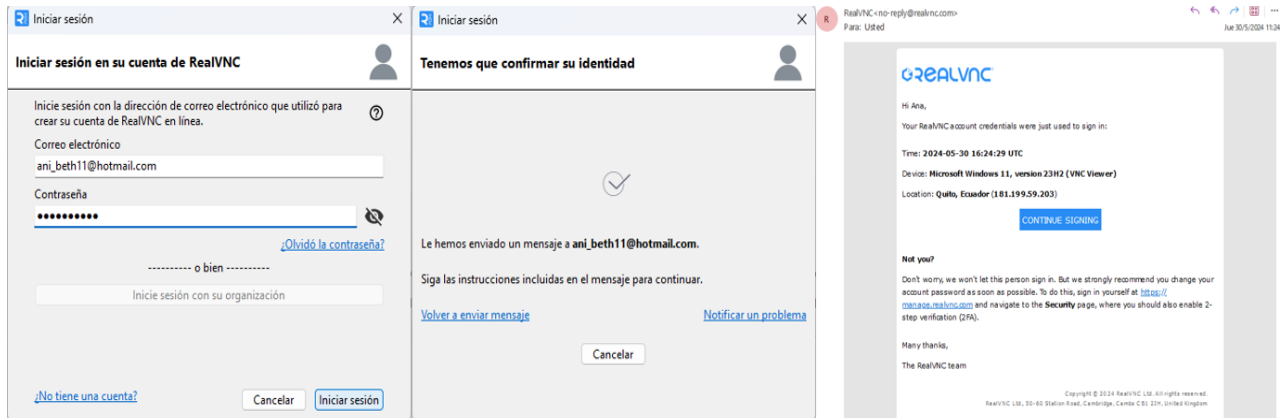 Iniciar sesión
Iniciar sesión en su cuenta de RealVNC
Inicie sesión con la dirección de correo electrónico que utilizó para
crear su cuenta de RealVNC en línea.
Correo electrónico
ani_beth11@hotmail.com
Contraseña
••••••••••
¿Olvidó la contraseña?
---------- o bien ----------
Inicie sesión con su organización
¿No tiene una cuenta?
Cancelar
Iniciar sesión
Iniciar sesión
Tenemos que confirmar su identidad
Le hemos enviado un mensaje a ani_beth11@hotmail.com.
Siga las instrucciones incluidas en el mensaje para continuar.
Volver a enviar mensaje
Notificar un problema
Cancelar
R
RealVNC<no-reply@realvnc.com>
Para: Usted
Jue 30/5/2024 11:24
REALVNC
Hi Ana,
Your RealVNC account credentials were just used to sign in:
Time: 2024-05-30 16:24:29 UTC
Device: Microsoft Windows 11, version 23H2 (VNC Viewer)
Location: Quito, Ecuador (181.199.59.203)
CONTINUE SIGNING
Not you?
Don't worry, we won't let this person sign in. But we strongly recommend you change your
account password as soon as possible. To do this, sign in yourself at https://
manage.realvnc.com and navigate to the Security page, where you should also enable 2-
step verification (2FA).
Many thanks,
The RealVNC team
Copyright © 2024 RealVNC Ltd. All rights reserved.
RealVNC Ltd, 50-60 Station Road, Cambridge, Cambs CB1 2JH, United Kingdom